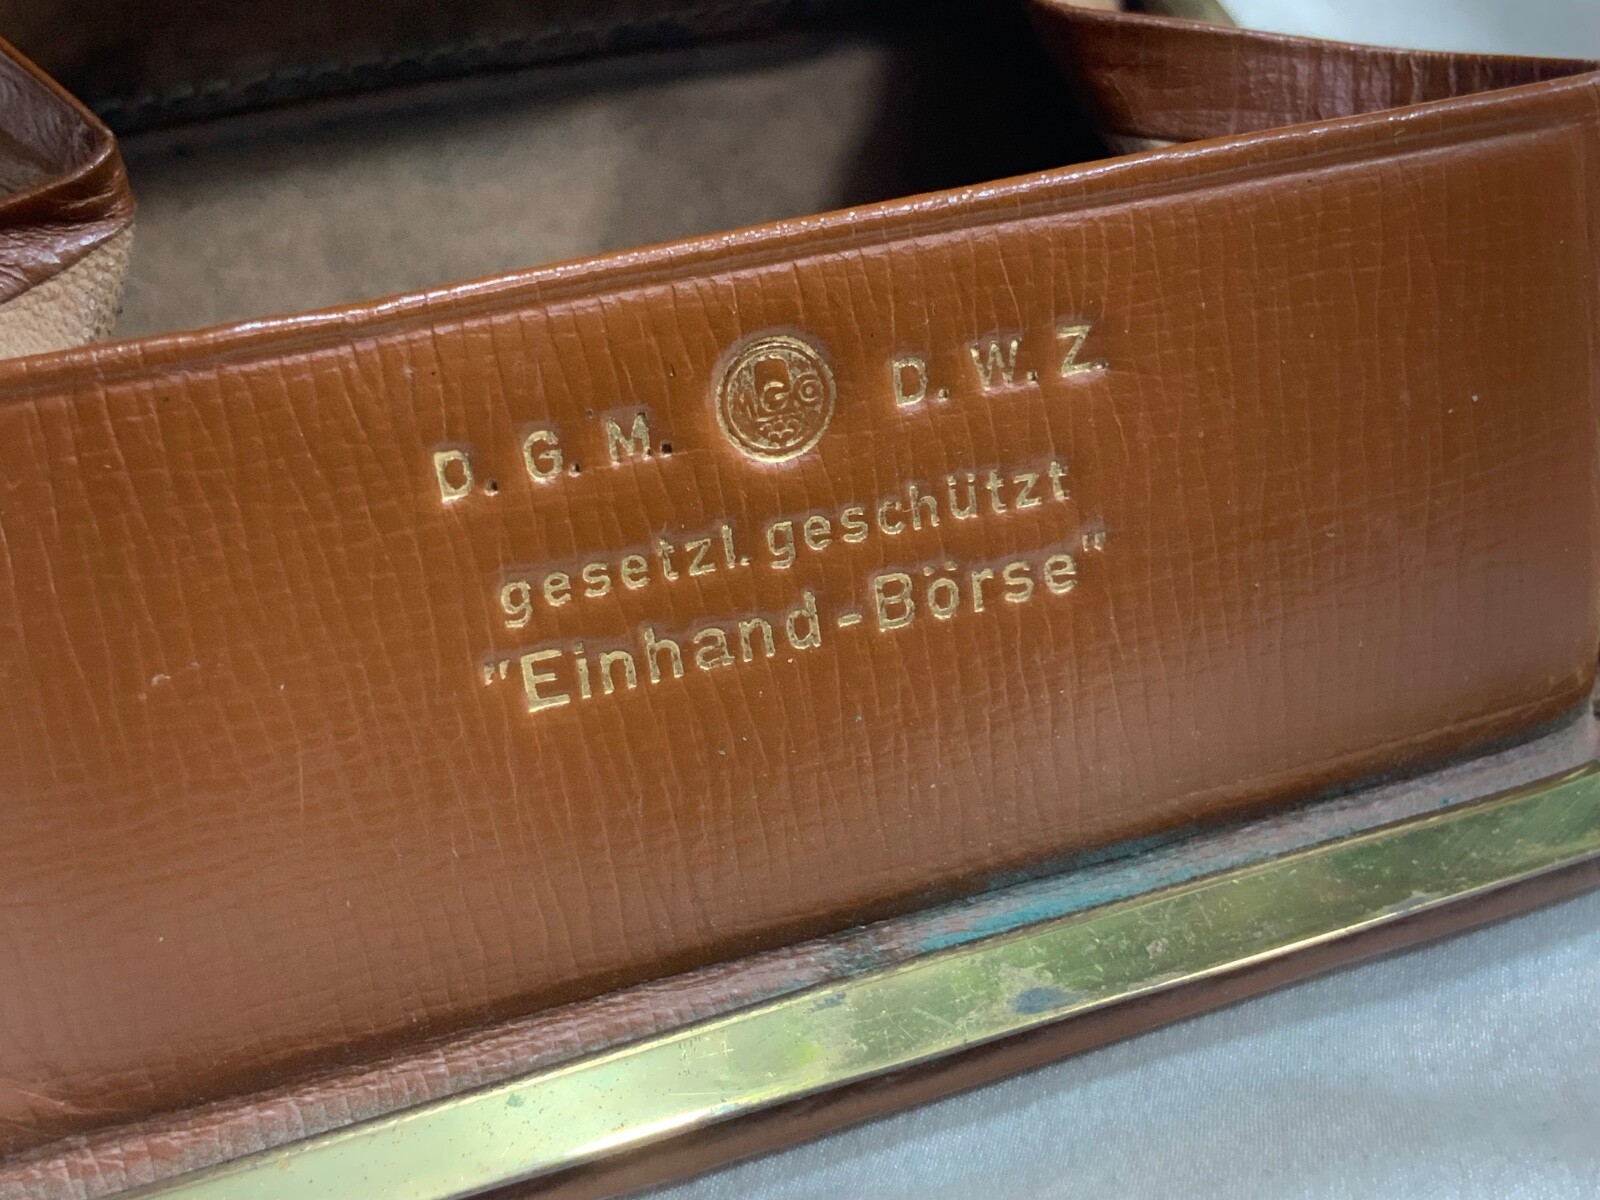 D. G. M. D. W. Z.
gesetzl. geschützt
"Einhand-Börse"